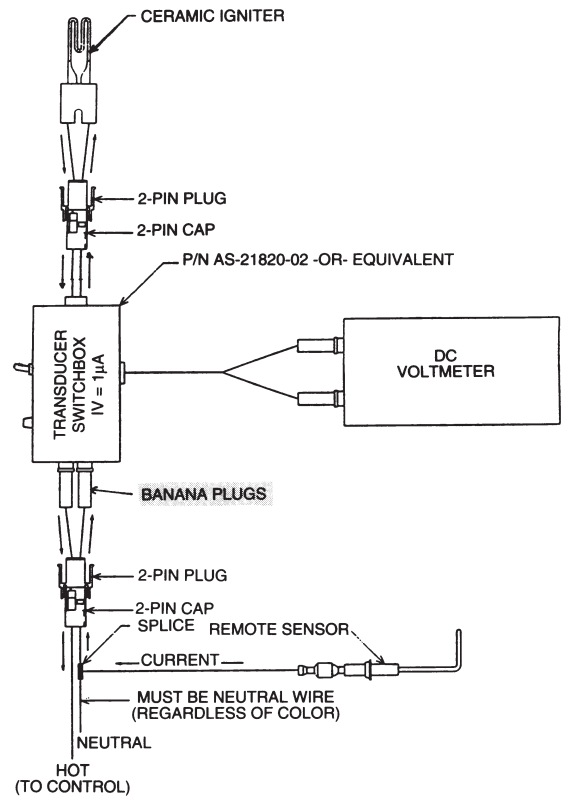 CERAMIC IGNITER
2-PIN PLUG
2-PIN CAP
P/N AS-21820-02 -OR- EQUIVALENT
TRANSDUCER
SWITCHBOX
IV = 1µA
DC
VOLTMETER
BANANA PLUGS
2-PIN PLUG
2-PIN CAP
SPLICE
REMOTE SENSOR
CURRENT
MUST BE NEUTRAL WIRE
(REGARDLESS OF COLOR)
NEUTRAL
HOT
(TO CONTROL)